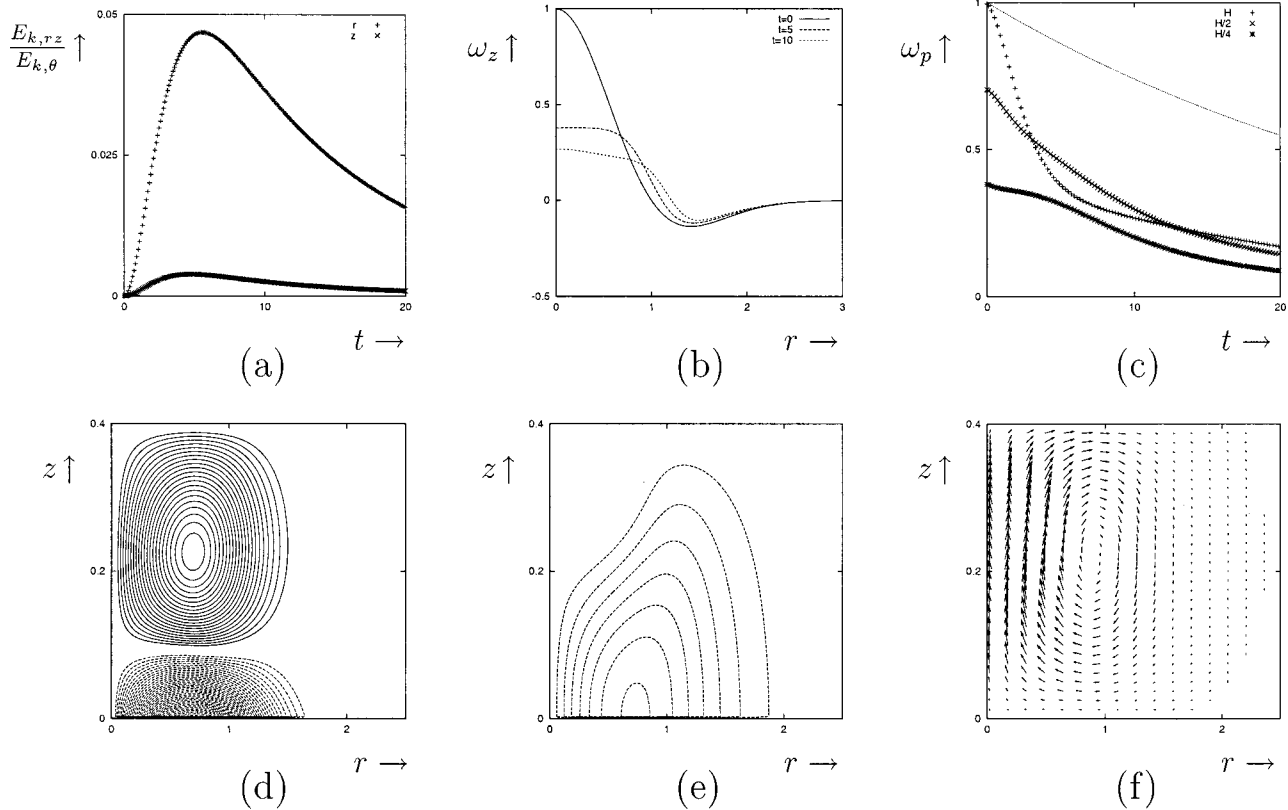 E_{k,rz} / E_{k,θ} ↑
0.05
0.025
0
0
10
20
r +
z ×
t →
(a)
ω_z ↑
1
0.5
0
-0.5
0
1
2
3
t=0
t=5
t=10
r →
(b)
ω_p ↑
1
0.5
0
0
10
20
H +
H/2 ×
H/4 ✱
t →
(c)
z ↑
0.4
0.2
0
0
1
2
r →
(d)
z ↑
0.4
0.2
0
0
1
2
r →
(e)
z ↑
0.4
0.2
0
0
1
2
r →
(f)